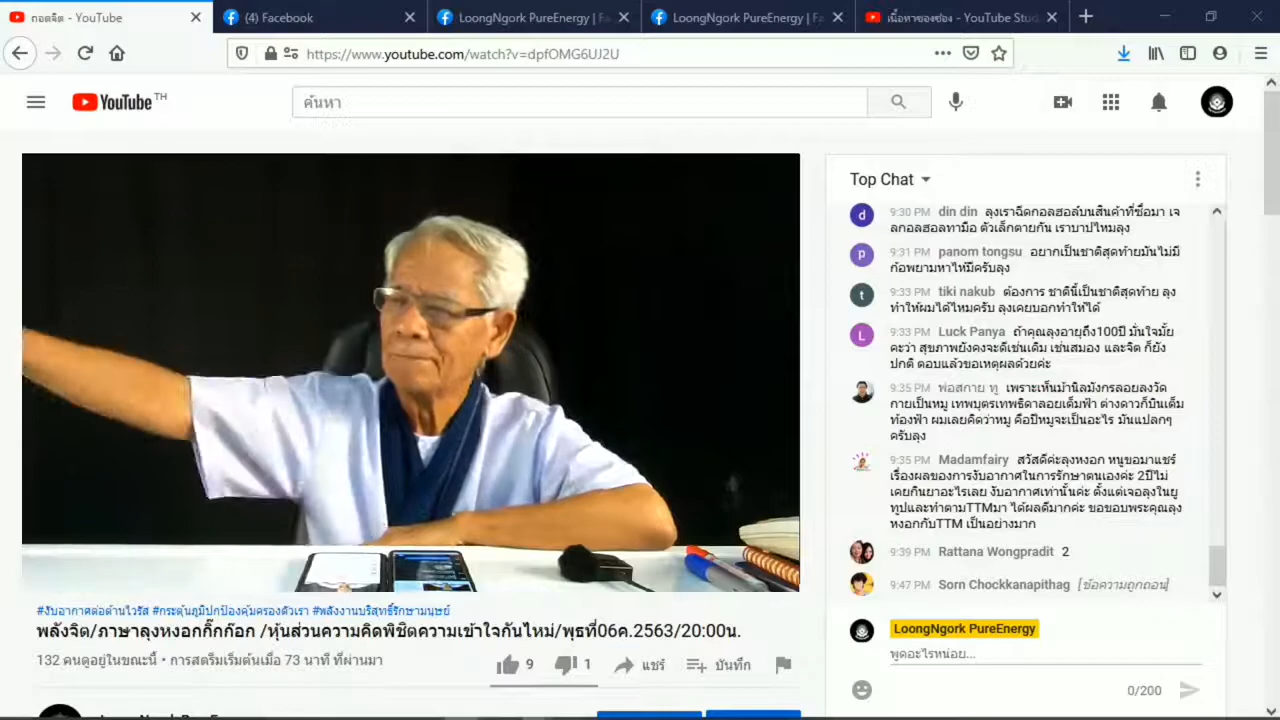 ถอดจิต - YouTube
(4) Facebook
LoongNgork PureEnergy | Fa
LoongNgork PureEnergy | Fa
เนื้อหาของช่อง - YouTube Stud
https://www.youtube.com/watch?v=dpfOMG6UJ2U
YouTube TH
ค้นหา
Top Chat
9:30 PM din din ลุงเราฉีดกอลฮอล์บนสินค้าที่ซื้อมา เจ
ลกอลฮอลทามือ ตัวเล็กตายกัน เราบาปไหมลุง
9:31 PM panom tongsu อยากเป็นชาติสุดท้ายมันไม่มี
ก้อพยามหาไห้มีครับลุง
9:33 PM tiki nakub ต้องการ ชาตินี้เป็นชาติสุดท้าย ลุง
ทำให้ผมได้ไหมครับ ลุงเคยบอกทำให้ได้
9:33 PM Luck Panya ถ้าคุณลุงอายุถึง100ปี มั่นใจมั้ย
คะว่า สุขภาพยังคงจะดีเช่นเดิม เช่นสมอง และจิต ก็ยัง
ปกติ ตอบแล้วขอเหตุผลด้วยค่ะ
9:35 PM พ่อสกาย ทู เพราะเห็นม้านิลมังกรลอยลงวัด
กายเป็นหมู เทพบุตรเทพธิดาลอยเต็มฟ้า ต่างดาวก็บินเต็ม
ท้องฟ้า ผมเลยคิดว่าหมู คือปีหมูจะเป็นอะไร มันแปลกๆ
ครับลุง
9:35 PM Madamfairy สวัสดีค่ะลุงหงอก หนูขอมาแชร์
เรื่องผลของการงับอากาศในการรักษาตนเองค่ะ 2ปีไม่
เคยกินยาอะไรเลย งับอากาศเท่านั้นค่ะ ตั้งแต่เจอลุงในยู
ทูปและทำตามTTMมา ได้ผลดีมากค่ะ ขอขอบพระคุณลุง
หงอกกับTTM เป็นอย่างมาก
9:39 PM Rattana Wongpradit 2
9:47 PM Sorn Chockkanapithag [ข้อความถูกถอน]
LoongNgork PureEnergy
พูดอะไรหน่อย...
0/200
#งับอากาศต่อต้านไวรัส #กระตุ้นภูมิปกป้องคุ้มครองตัวเรา #พลังงานบริสุทธิ์รักษามนุษย์
พลังจิต/ภาษาลุงหงอกกิ๊กก๊อก /หุ้นส่วนความคิดพิชิตความเข้าใจกันใหม่/พุธที่06ค.2563/20:00น.
132 คนดูอยู่ในขณะนี้ • การสตรีมเริ่มต้นเมื่อ 73 นาที ที่ผ่านมา
9 1 แชร์ บันทึก